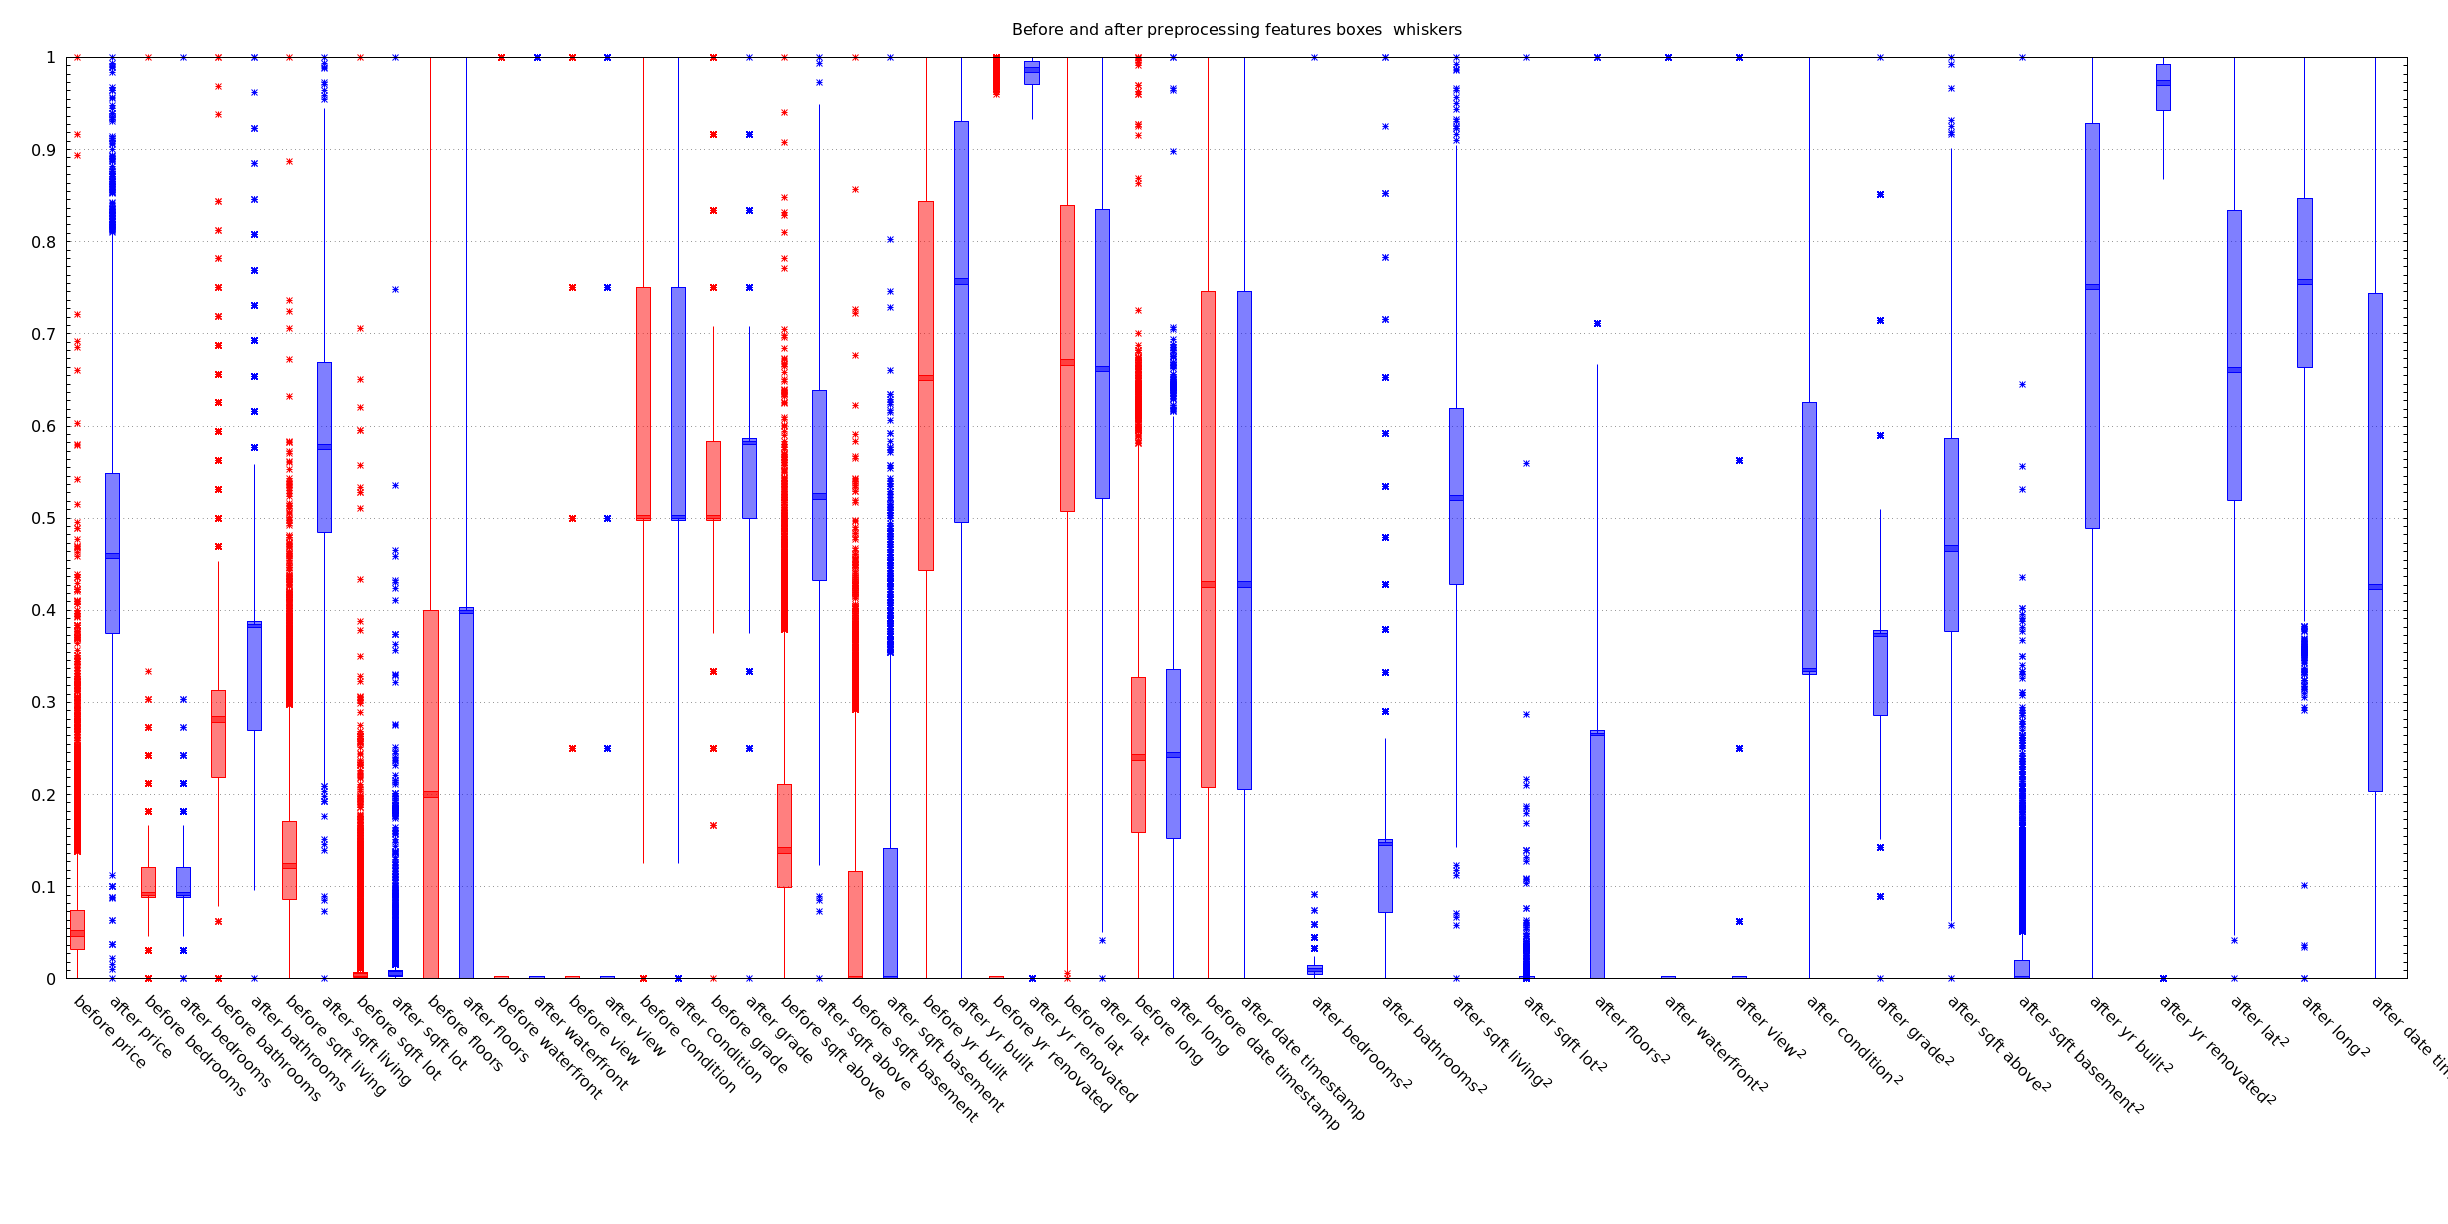 Before and after preprocessing features boxes  whiskers
1
0.9
0.8
0.7
0.6
0.5
0.4
0.3
0.2
0.1
0
before price
after price
before bedrooms
after bedrooms
before bathrooms
after bathrooms
before sqft living
after sqft living
before sqft lot
after sqft lot
before floors
after floors
before waterfront
after waterfront
before view
after view
before condition
after condition
before grade
after grade
before sqft above
after sqft above
before sqft basement
after sqft basement
before yr built
after yr built
before yr renovated
after yr renovated
before lat
after lat
before long
after long
before date timestamp
after date timestamp
after bedrooms²
after bathrooms²
after sqft living²
after sqft lot²
after floors²
after waterfront²
after view²
after condition²
after grade²
after sqft above²
after sqft basement²
after yr built²
after yr renovated²
after lat²
after long²
after date tim